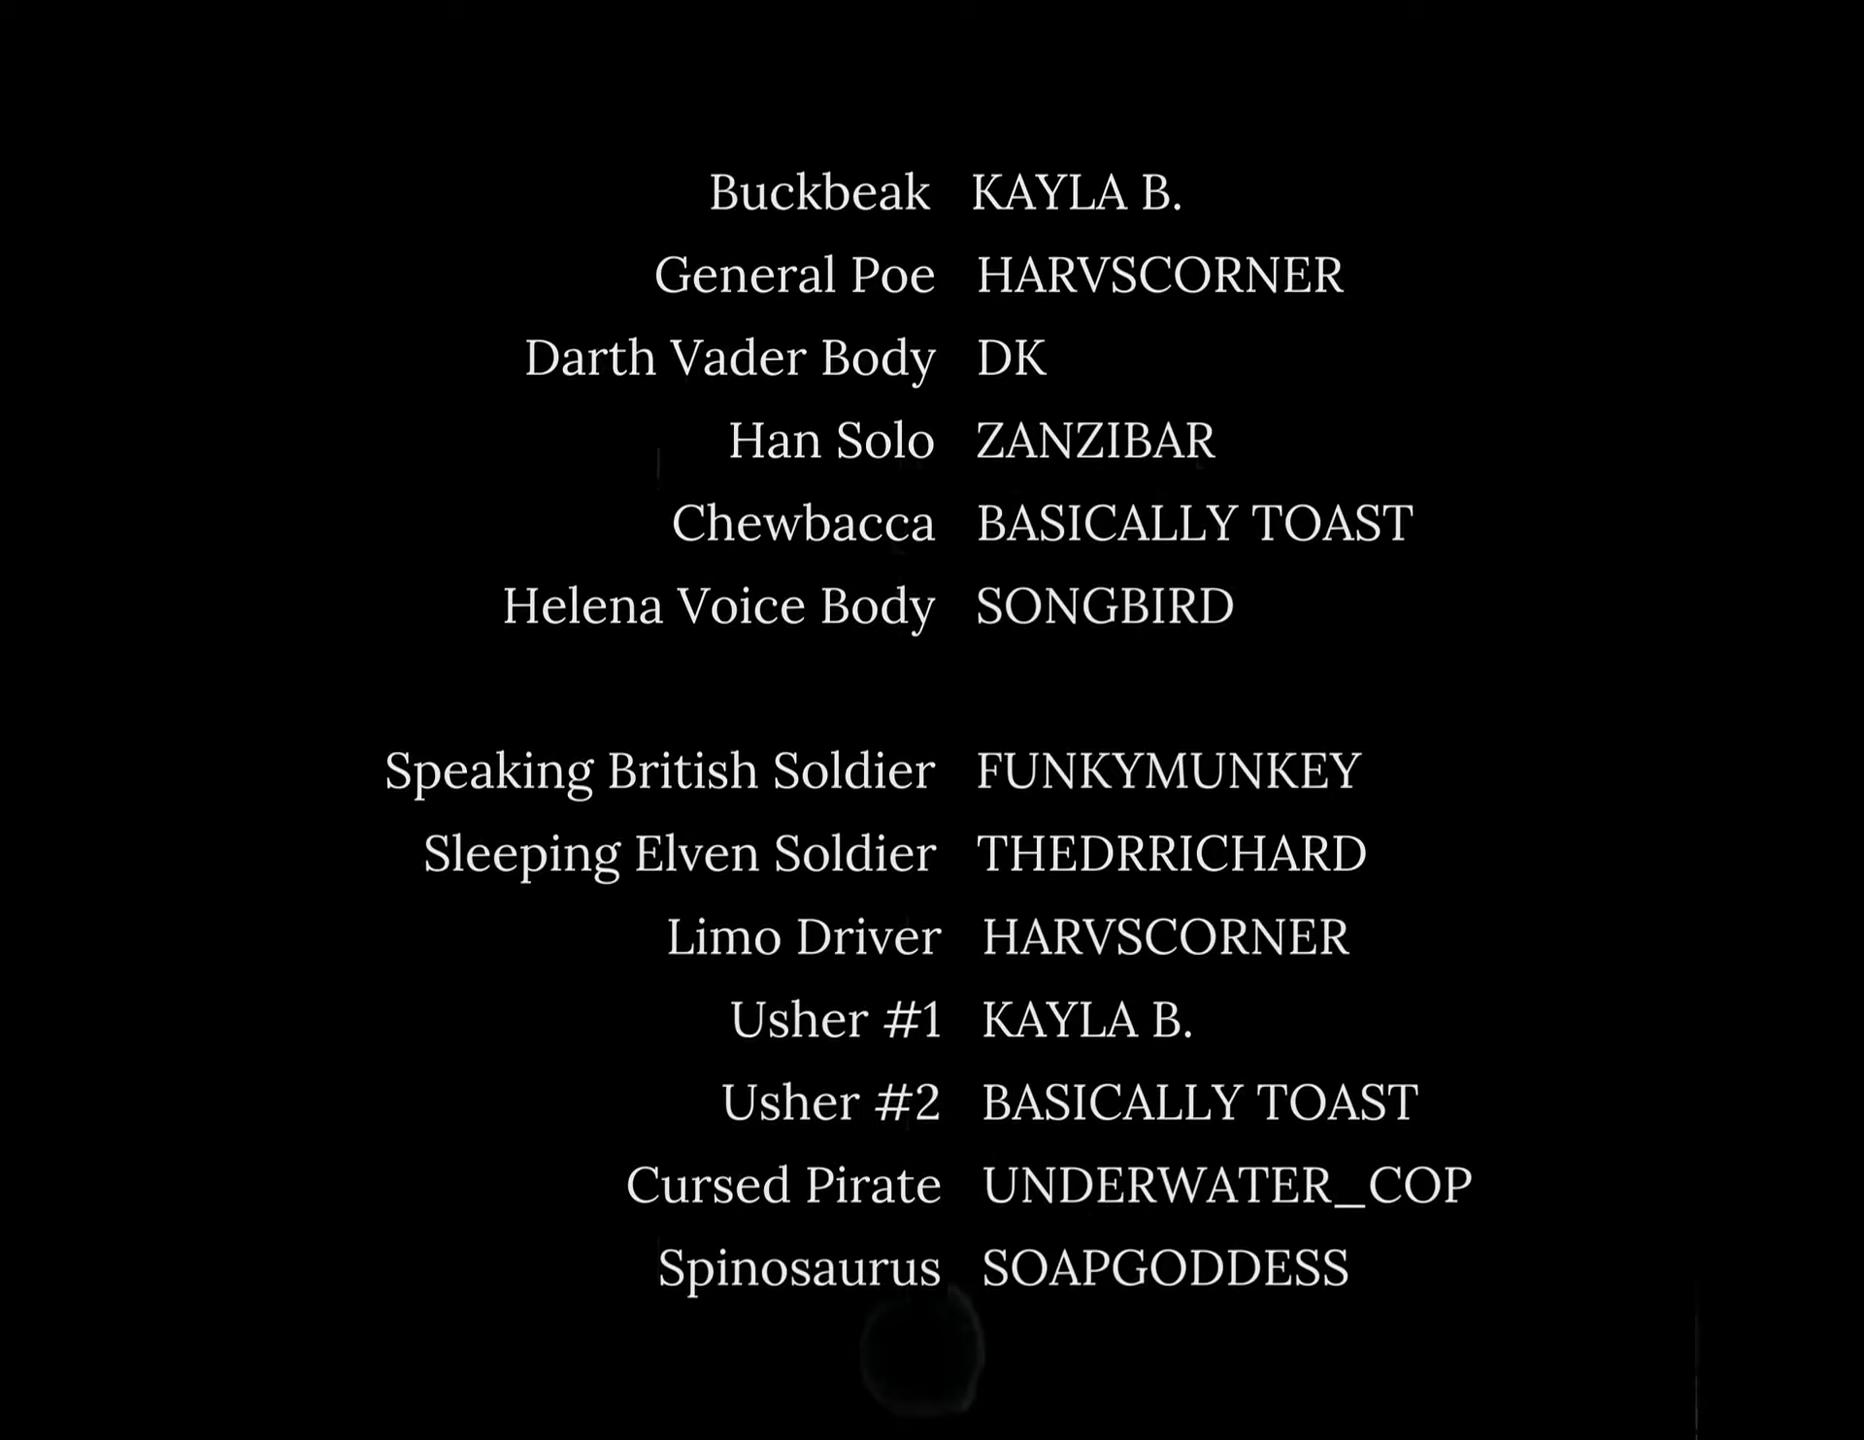 Buckbeak KAYLA B.
General Poe HARVSCORNER
Darth Vader Body DK
Han Solo ZANZIBAR
Chewbacca BASICALLY TOAST
Helena Voice Body SONGBIRD
Speaking British Soldier FUNKYMUNKEY
Sleeping Elven Soldier THEDRRICHARD
Limo Driver HARVSCORNER
Usher #1 KAYLA B.
Usher #2 BASICALLY TOAST
Cursed Pirate UNDERWATER_COP
Spinosaurus SOAPGODDESS